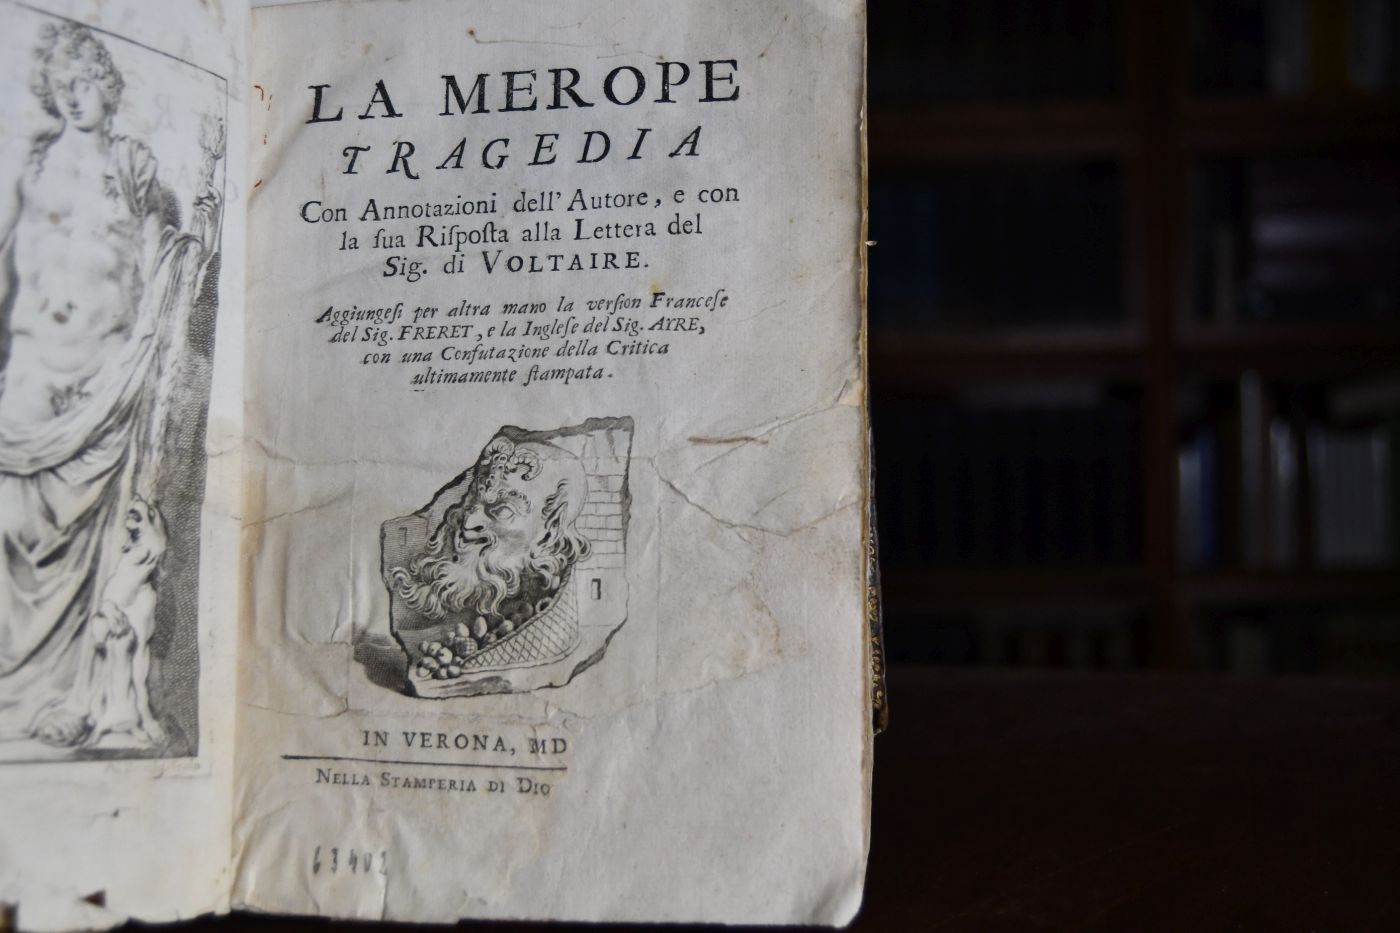 LA MEROPE
TRAGEDIA
Con Annotazioni dell' Autore, e con
la ſua Riſpoſta alla Lettera del
Sig. di VOLTAIRE.
Aggiungeſi per altra mano la verſion Franceſe
del Sig. FRERET, e la Ingleſe del Sig. AYRE,
con una Confutazione della Critica
ultimamente ſtampata.
IN VERONA, MD
NELLA STAMPERIA DI DIO
63402